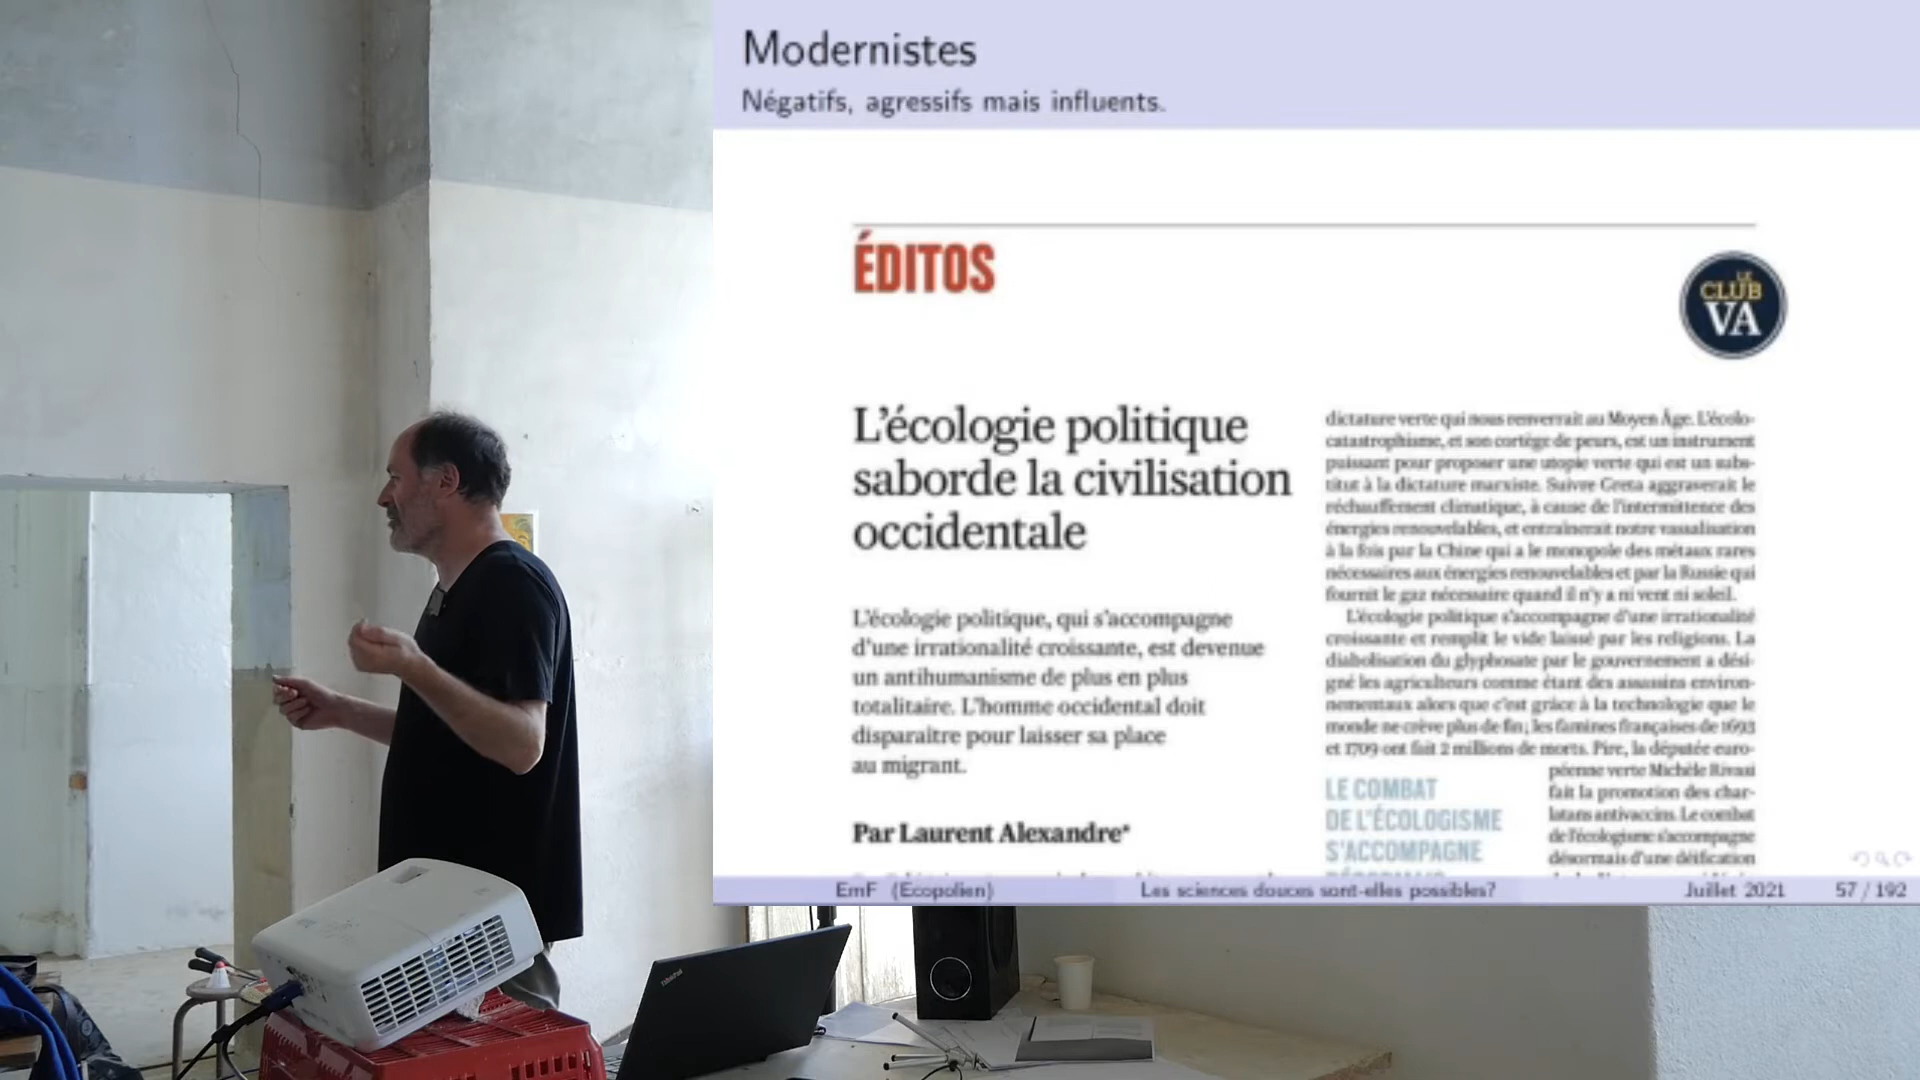 Modernistes
Négatifs, agressifs mais influents.
ÉDITOS
LE
CLUB
VA
L'écologie politique
saborde la civilisation
occidentale
L'écologie politique, qui s'accompagne
d'une irrationalité croissante, est devenue
un antihumanisme de plus en plus
totalitaire. L'homme occidental doit
disparaître pour laisser sa place
au migrant.
Par Laurent Alexandre*
dictature verte qui nous renverrait au Moyen Âge. L'écolo-
catastrophisme, et son cortège de peurs, est un instrument
puissant pour proposer une utopie verte qui est un subs-
titut à la dictature marxiste. Suivre Greta aggraverait le
réchauffement climatique, à cause de l'intermittence des
énergies renouvelables, et entraînerait notre vassalisation
à la fois par la Chine qui a le monopole des métaux rares
nécessaires aux énergies renouvelables et par la Russie qui
fournit le gaz nécessaire quand il n'y a ni vent ni soleil.
L'écologie politique s'accompagne d'une irrationalité
croissante et remplit le vide laissé par les religions. La
diabolisation du glyphosate par le gouvernement a dési-
gné les agriculteurs comme étant des assassins environ-
nementaux alors que c'est grâce à la technologie que le
monde ne crève plus de fin; les famines françaises de 1693
et 1709 ont fait 2 millions de morts. Pire, la députée euro-
péenne verte Michèle Rivasi
fait la promotion des char-
latans antivaccins. Le combat
de l'écologisme s'accompagne
désormais d'une déification
LE COMBAT
DE L'ÉCOLOGISME
S'ACCOMPAGNE
EmF (Ecopolien)
Les sciences douces sont-elles possibles?
Juillet 2021
57 / 192
ThinkPad